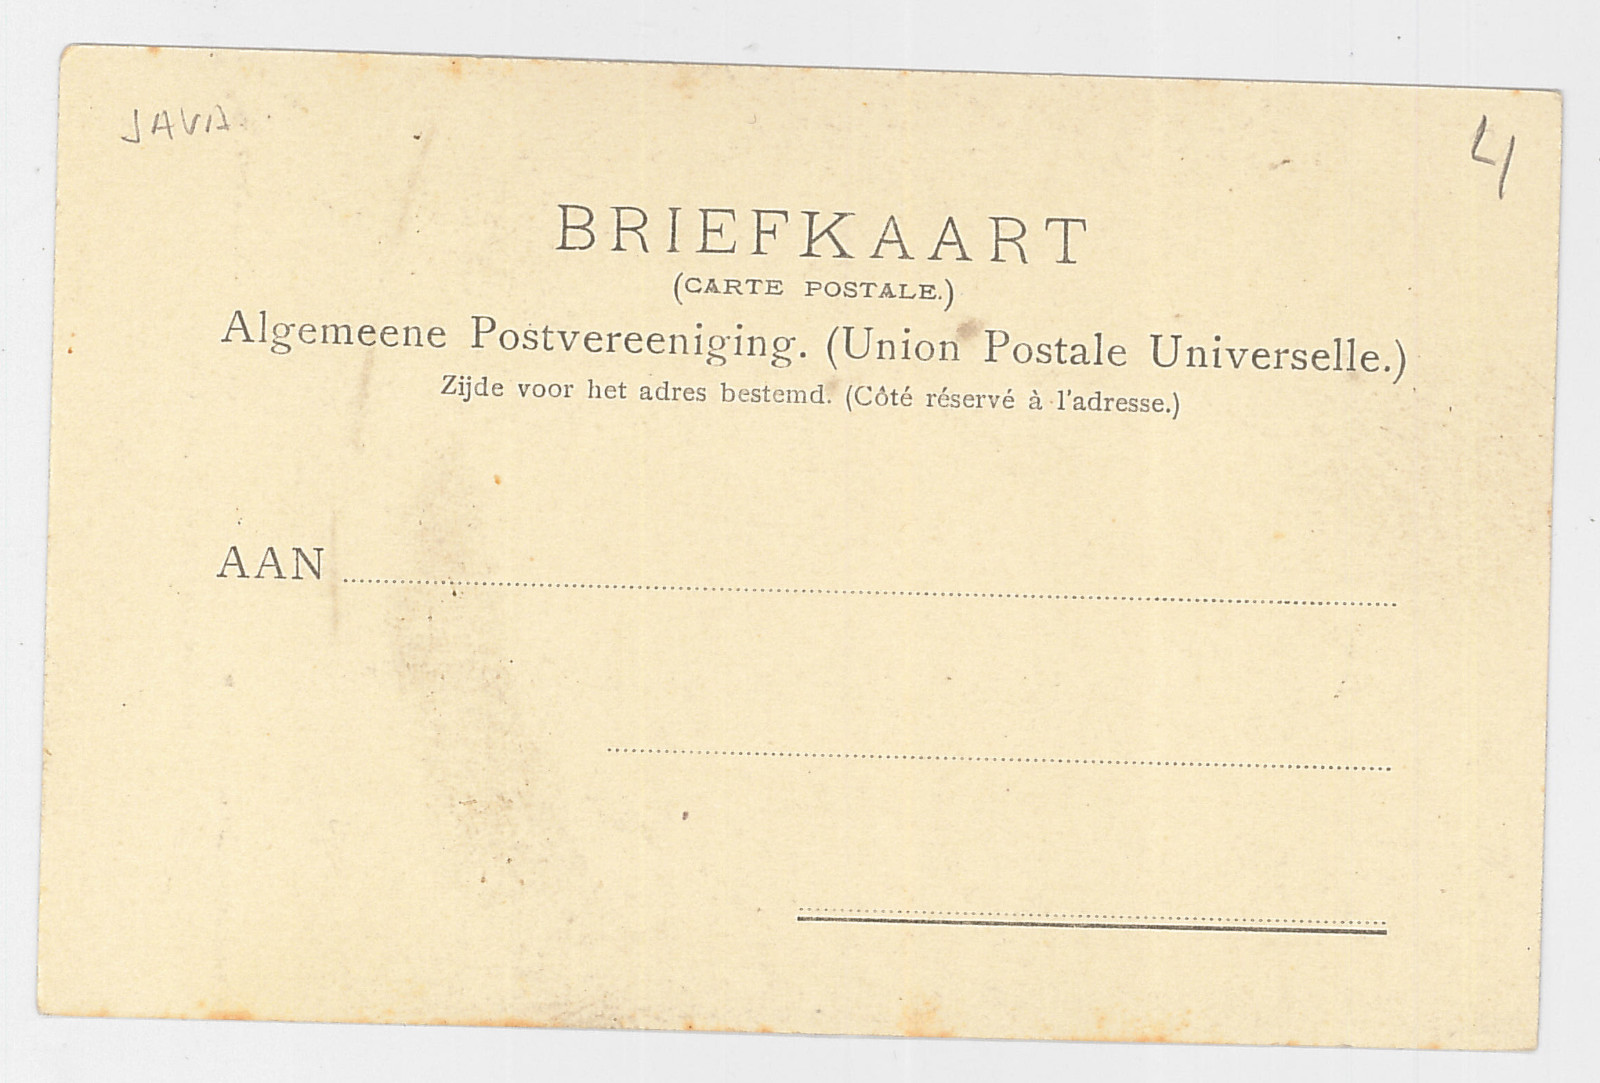 JAVA
4
BRIEFKAART
(CARTE POSTALE.)
Algemeene Postvereeniging. (Union Postale Universelle.)
Zijde voor het adres bestemd. (Côté réservé à l'adresse.)
AAN